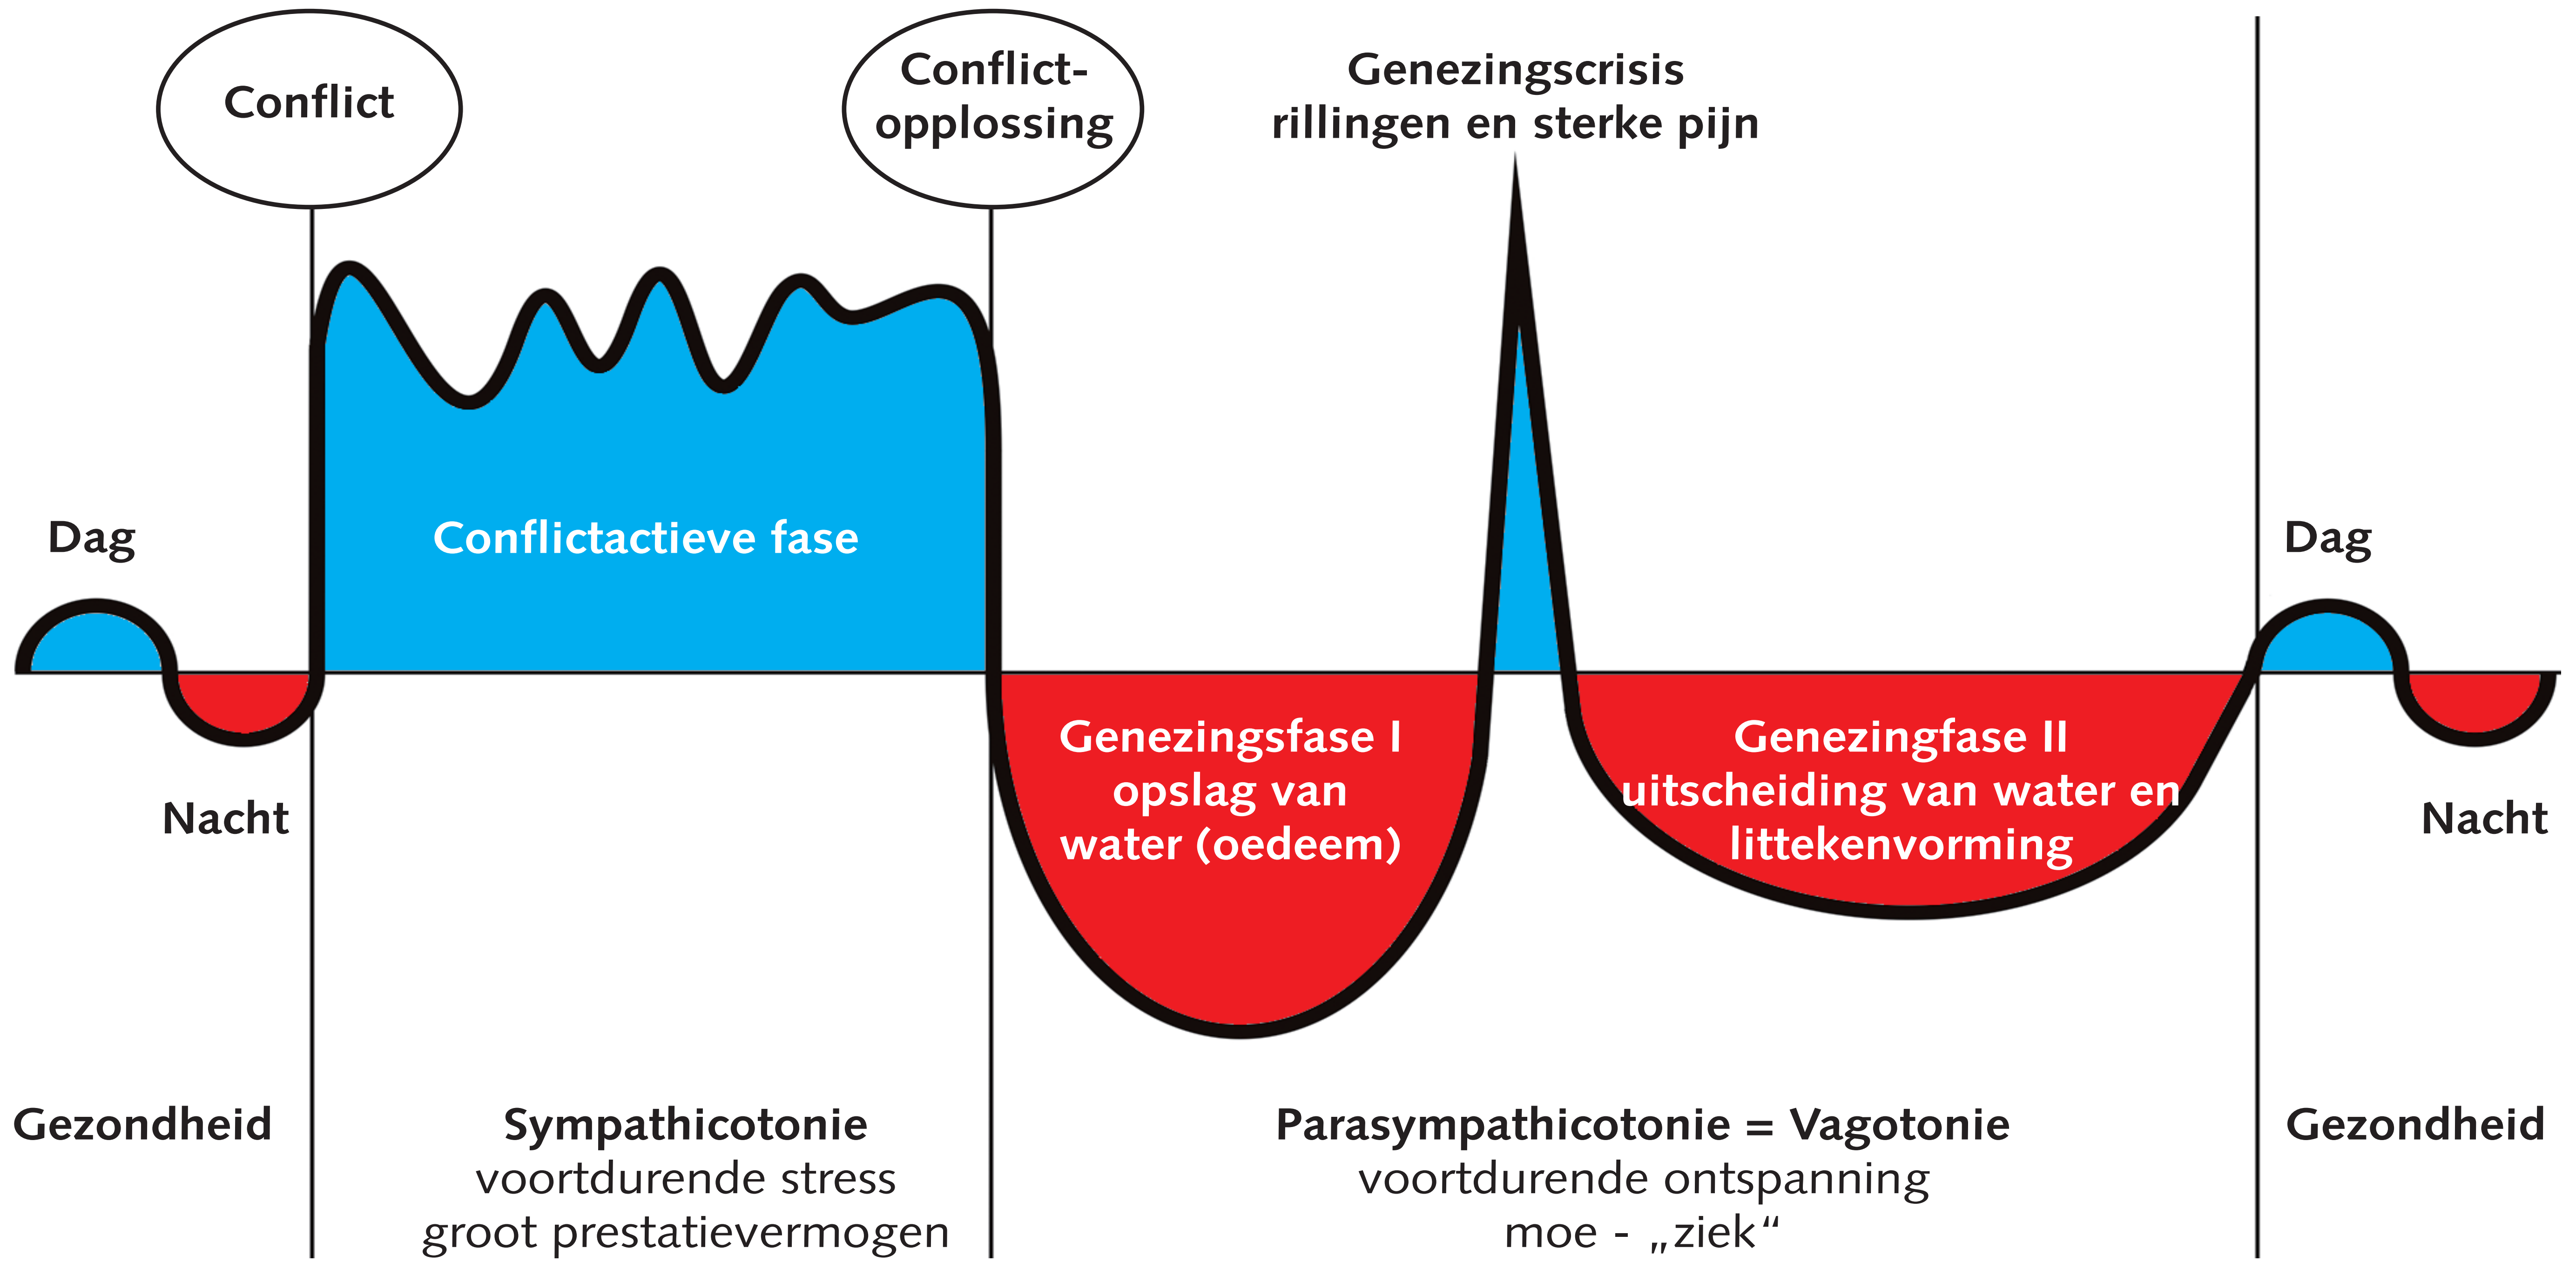 Conflict
Conflict-
opplossing
Genezingscrisis
rillingen en sterke pijn
Dag
Conflictactieve fase
Dag
Genezingsfase I
opslag van
water (oedeem)
Genezingfase II
uitscheiding van water en
littekenvorming
Nacht
Nacht
Gezondheid
Sympathicotonie
voortdurende stress
groot prestatievermogen
Parasympathicotonie = Vagotonie
voortdurende ontspanning
moe - „ziek“
Gezondheid